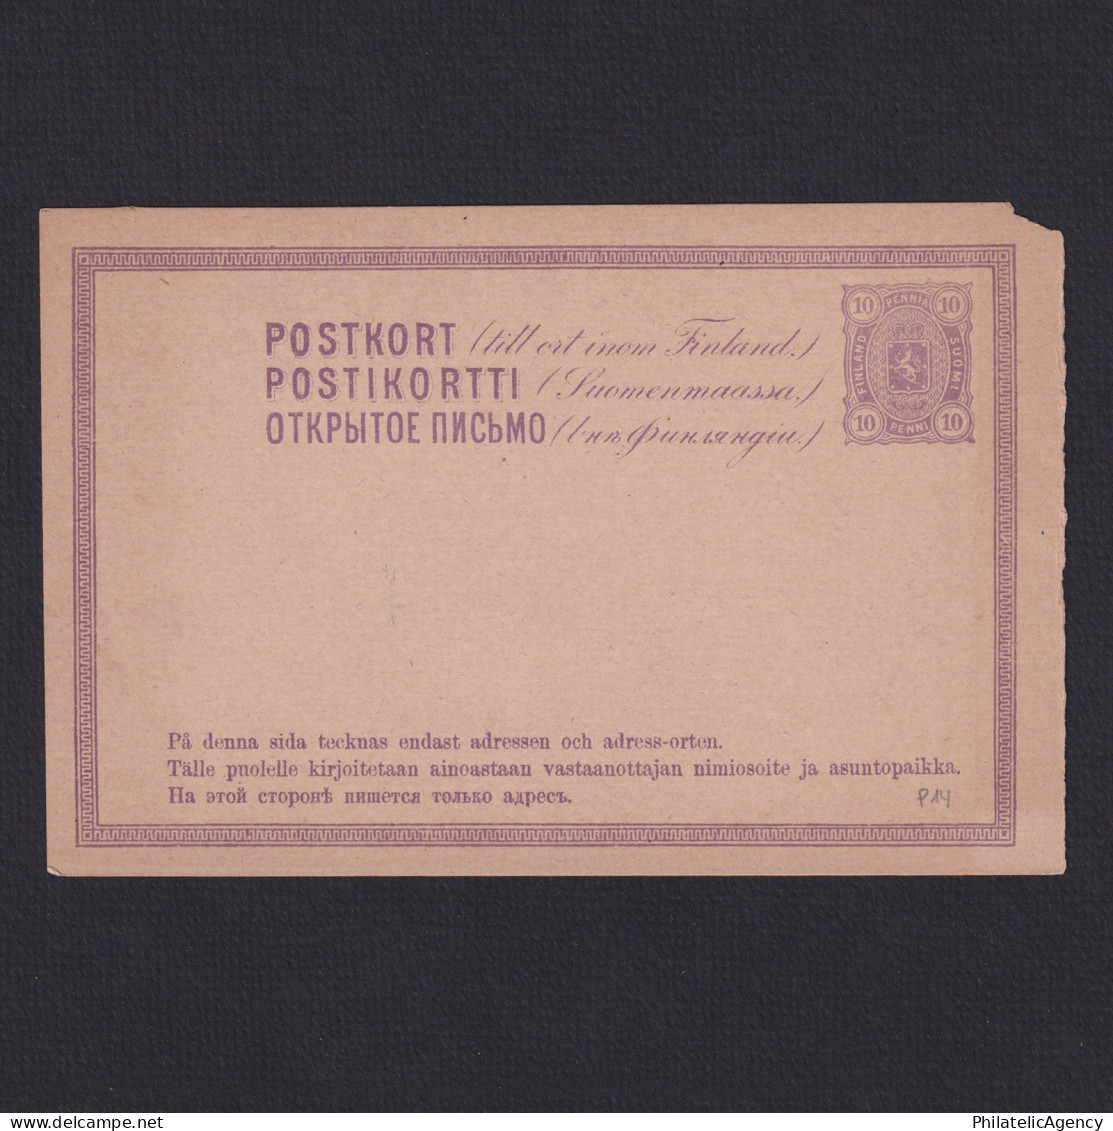 POSTKORT (till ort inom Finland.)
POSTIKORTTI (Suomenmaassa.)
ОТКРЫТОЕ ПИСЬМО (внѣ Финляндіи.)
10 PENNIÄ 10
FINLAND SUOMI
10 PENNI 10
På denna sida tecknas endast adressen och adress-orten.
Tälle puolelle kirjoitetaan ainoastaan vastaanottajan nimiosoite ja asuntopaikka.
На этой сторонѣ пишется только адресъ.
P14
www.delcampe.net
PhilatelicAgency